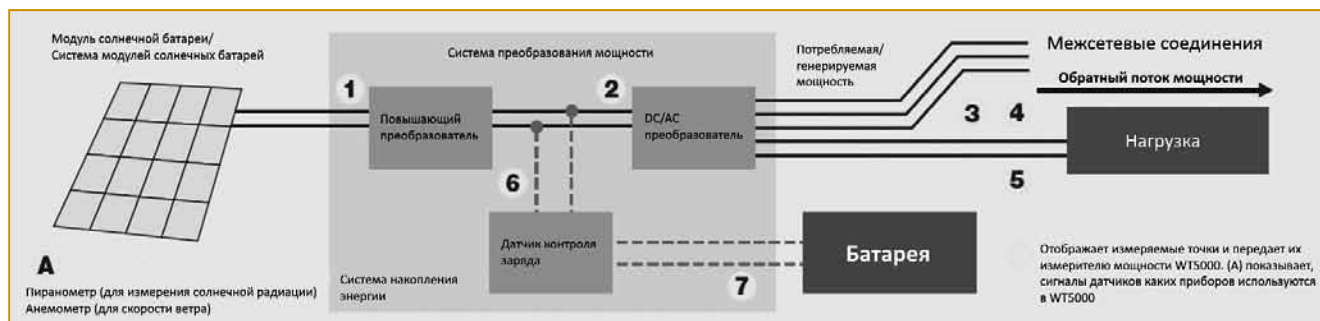 Модуль солнечной батареи/
Система модулей солнечных батарей
Система преобразования мощности
Потребляемая/
генерируемая
мощность
Межсетевые соединения
Обратный поток мощности
1
Повышающий
преобразователь
2
DC/AC
преобразователь
3
4
Нагрузка
5
6
Датчик контроля
заряда
Батарея
7
Система накопления
энергии
A
Пиранометр (для измерения солнечной радиации)
Анемометр (для скорости ветра)
Отображает измеряемые точки и передает их
измерителю мощности WT5000. (А) показывает,
сигналы датчиков каких приборов используются
в WT5000